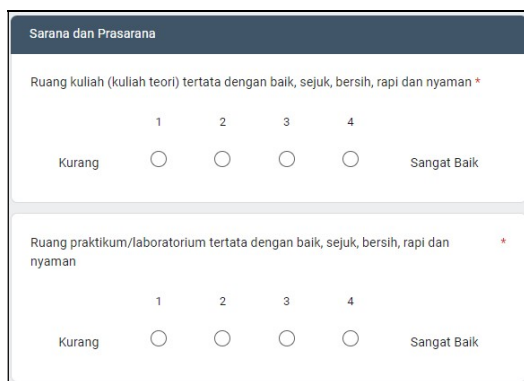 Sarana dan Prasarana
Ruang kuliah (kuliah teori) tertata dengan baik, sejuk, bersih, rapi dan nyaman *
1 2 3 4
Kurang Sangat Baik
Ruang praktikum/laboratorium tertata dengan baik, sejuk, bersih, rapi dan *
nyaman
1 2 3 4
Kurang Sangat Baik